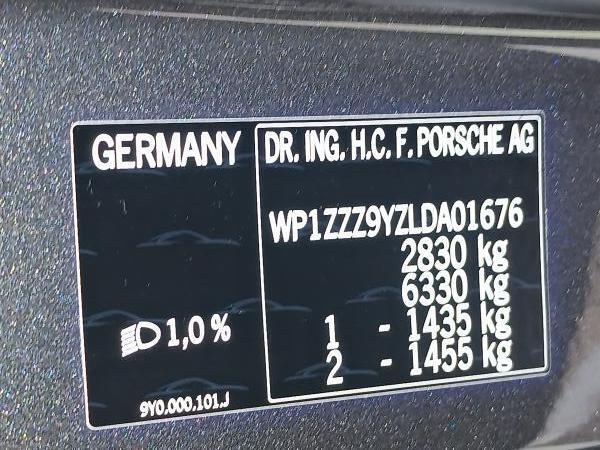 GERMANY
DR. ING. H.C. F. PORSCHE AG
WP1ZZZ9YZLDA01676
2830 kg
6330 kg
1 - 1435 kg
2 - 1455 kg
1,0 %
9Y0.000.101.J